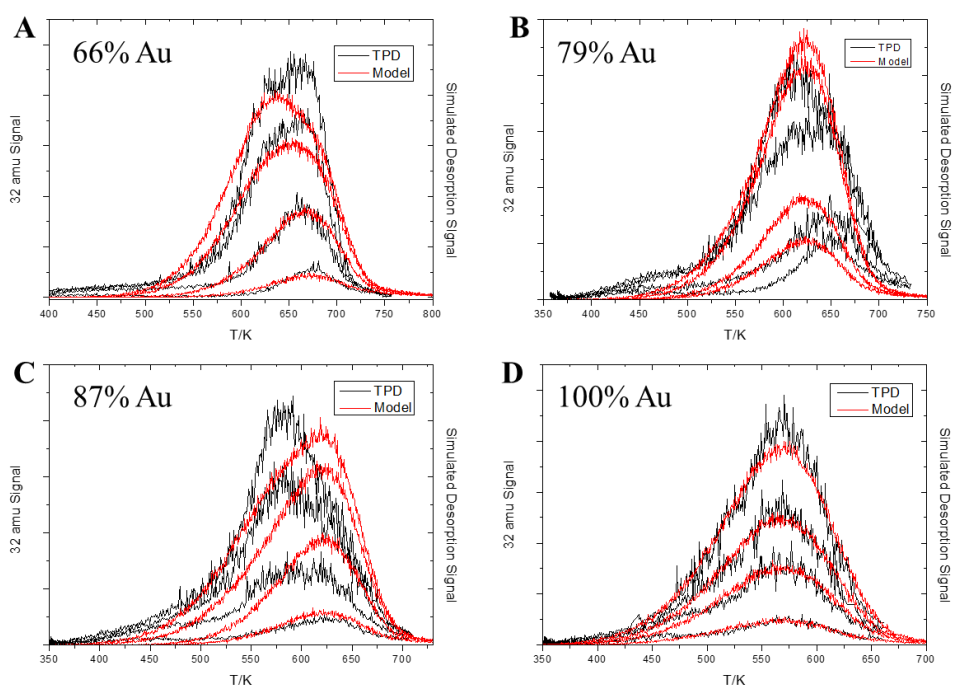 A
66% Au
TPD
Model
32 amu Signal
Simulated Desorption Signal
400 450 500 550 600 650 700 750 800
T/K
B
79% Au
TPD
Model
32 amu Signal
Simulated Desorption Signal
350 400 450 500 550 600 650 700 750
T/K
C
87% Au
TPD
Model
32 amu Signal
Simulated Desorption Signal
350 400 450 500 550 600 650 700
T/K
D
100% Au
TPD
Model
32 amu Signal
Simulated Desorption Signal
350 400 450 500 550 600 650 700
T/K